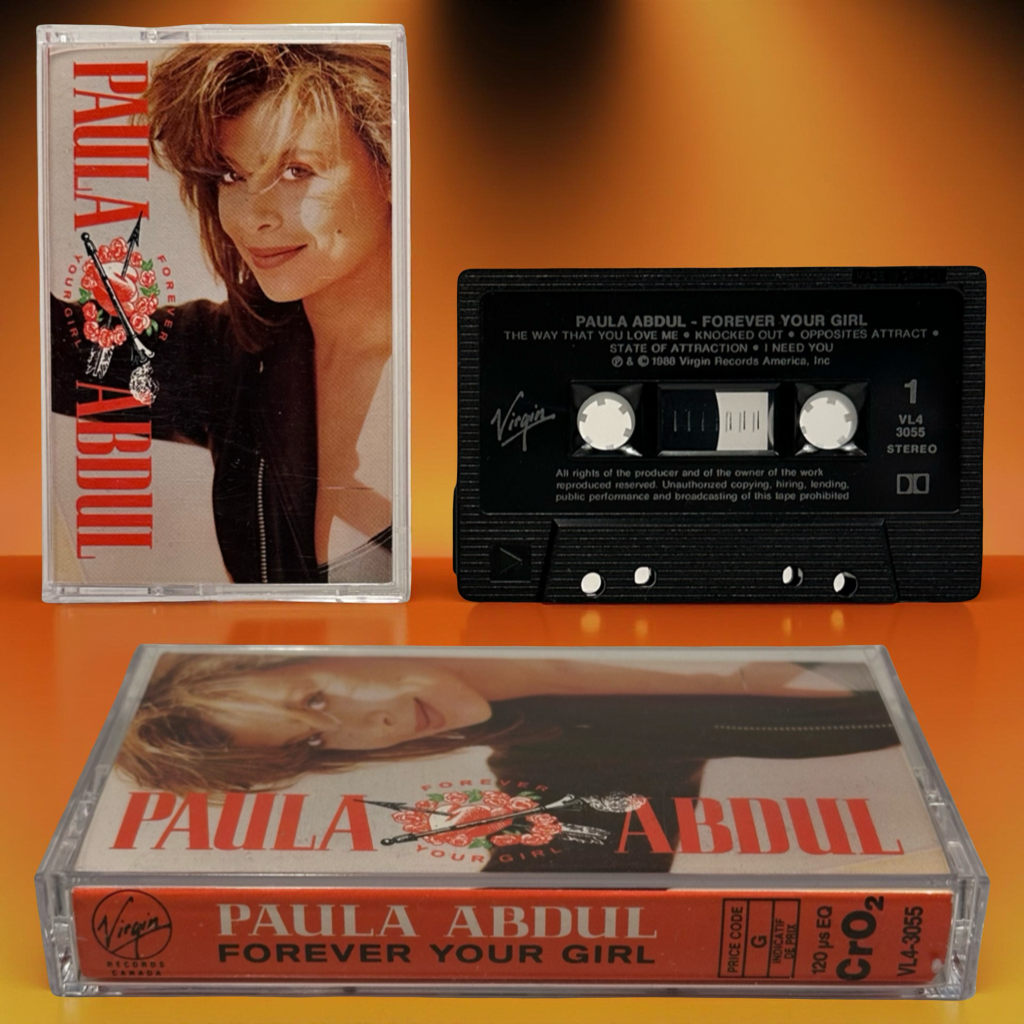 PAULA ABDUL
FOREVER
YOUR GIRL
PAULA ABDUL - FOREVER YOUR GIRL
THE WAY THAT YOU LOVE ME • KNOCKED OUT • OPPOSITES ATTRACT •
STATE OF ATTRACTION • I NEED YOU
℗ & © 1988 Virgin Records America, Inc
Virgin
1
VL4
3055
STEREO
All rights of the producer and of the owner of the work
reproduced reserved. Unauthorized copying, hiring, lending,
public performance and broadcasting of this tape prohibited
FOREVER
PAULA ABDUL
YOUR GIRL
Virgin
RECORDS
CANADA
PAULA ABDUL
FOREVER YOUR GIRL
PRICE CODE
G
INDICATIF
DE PRIX
120 µs EQ
CrO2
VL4-3055